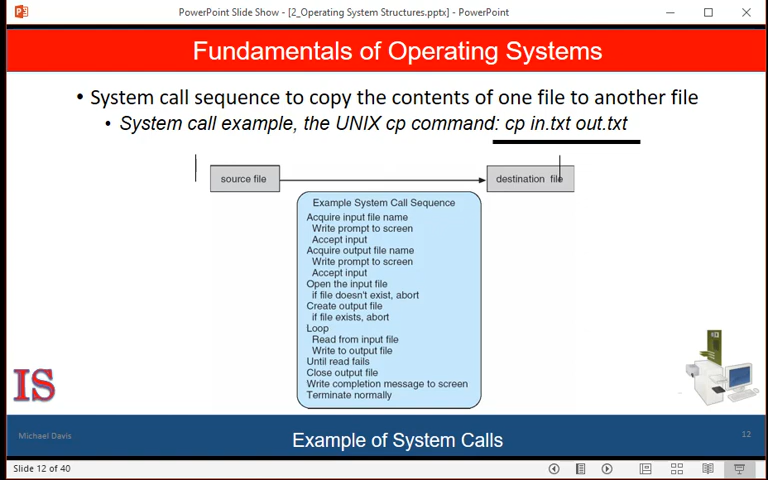 PowerPoint Slide Show - [2_Operating System Structures.pptx] - PowerPoint
Fundamentals of Operating Systems
• System call sequence to copy the contents of one file to another file
• System call example, the UNIX cp command: cp in.txt out.txt
source file
destination file
Example System Call Sequence
Acquire input file name
Write prompt to screen
Accept input
Acquire output file name
Write prompt to screen
Accept input
Open the input file
if file doesn't exist, abort
Create output file
if file exists, abort
Loop
Read from input file
Write to output file
Until read fails
Close output file
Write completion message to screen
Terminate normally
IS
Michael Davis
Example of System Calls
12
Slide 12 of 40